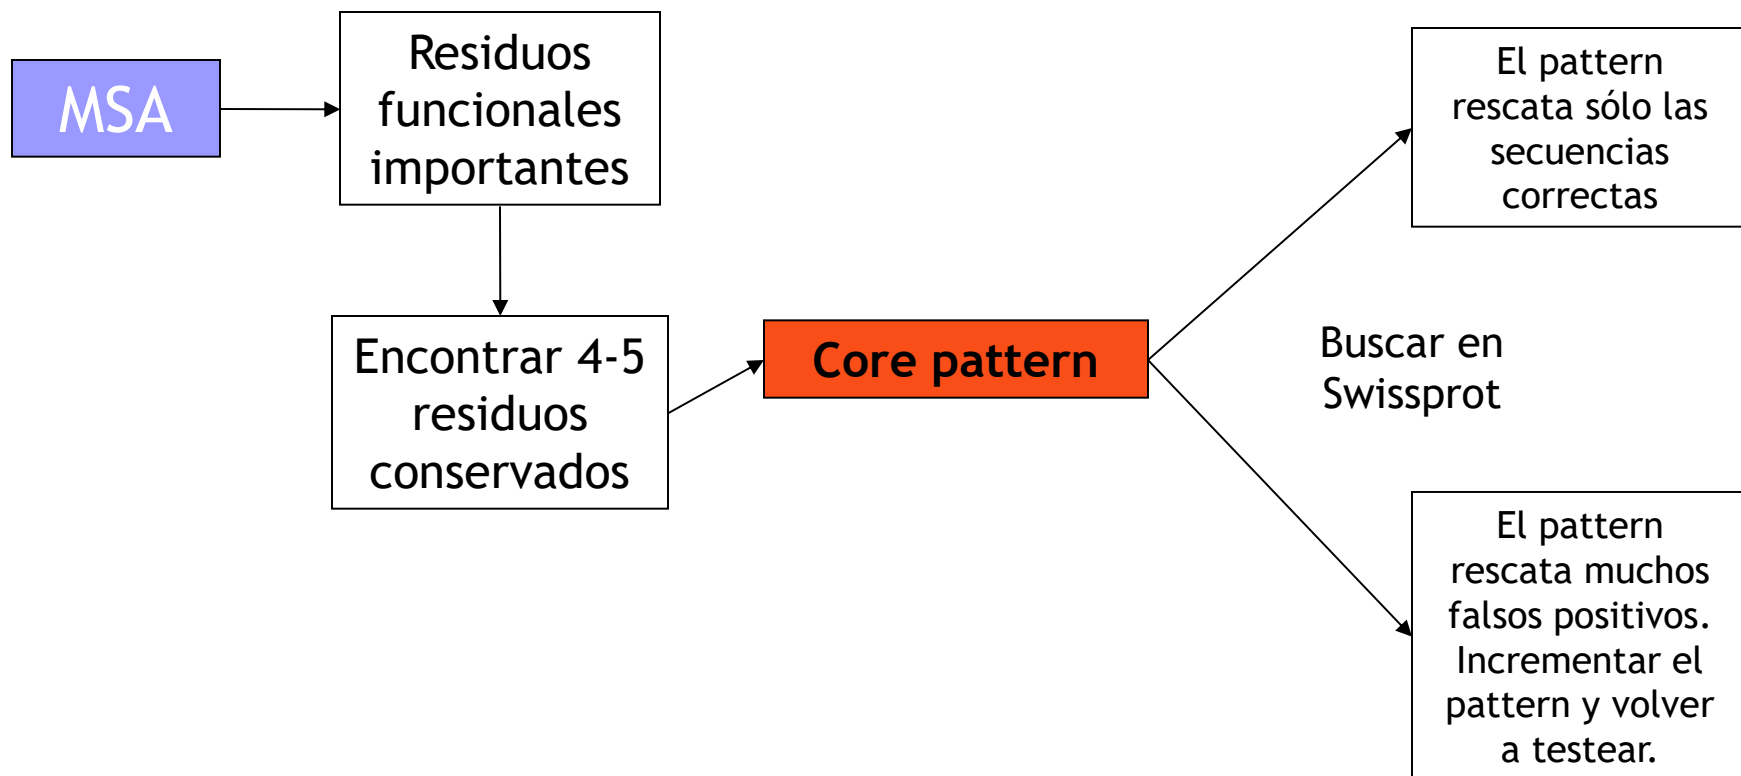 MSA
Residuos
funcionales
importantes
Encontrar 4-5
residuos
conservados
Core pattern
Buscar en
Swissprot
El pattern
rescata sólo las
secuencias
correctas
El pattern
rescata muchos
falsos positivos.
Incrementar el
pattern y volver
a testear.